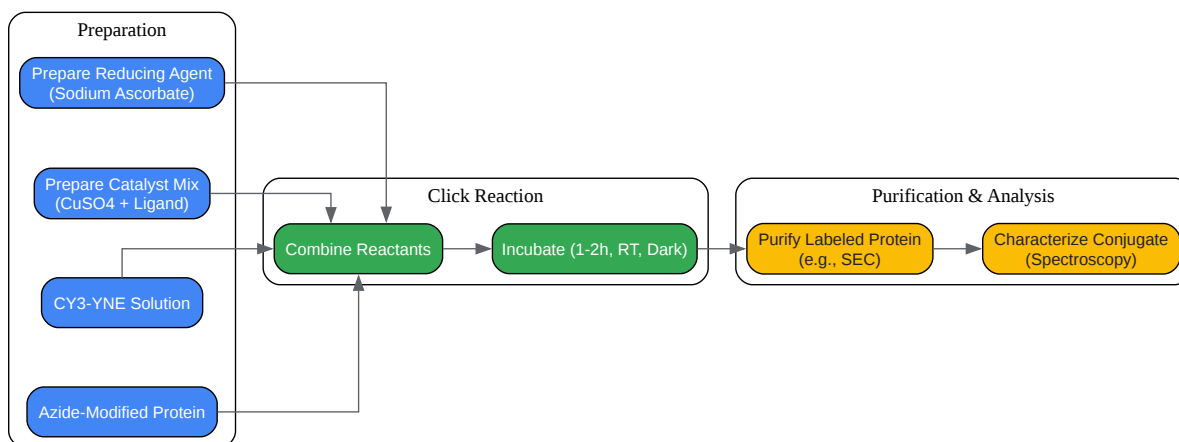 Preparation
Prepare Reducing Agent
(Sodium Ascorbate)
Prepare Catalyst Mix
(CuSO4 + Ligand)
CY3-YNE Solution
Azide-Modified Protein
Click Reaction
Combine Reactants
Incubate (1-2h, RT, Dark)
Purification & Analysis
Purify Labeled Protein
(e.g., SEC)
Characterize Conjugate
(Spectroscopy)